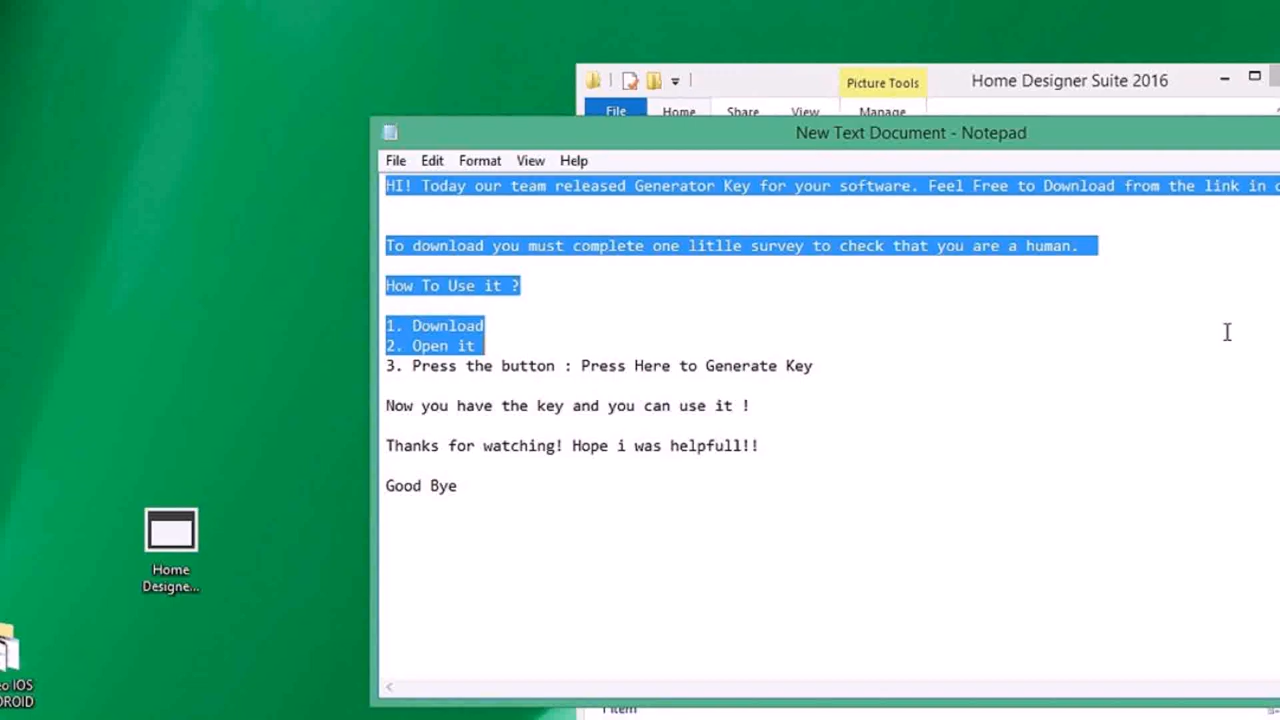 Picture Tools
Home Designer Suite 2016
File Home Share View Manage
New Text Document - Notepad
File Edit Format View Help
HI! Today our team released Generator Key for your software. Feel Free to Download from the link in
To download you must complete one litlle survey to check that you are a human.
How To Use it ?
1. Download
2. Open it
3. Press the button : Press Here to Generate Key
Now you have the key and you can use it !
Thanks for watching! Hope i was helpfull!!
Good Bye
Home
Designe...
IOS
1 item